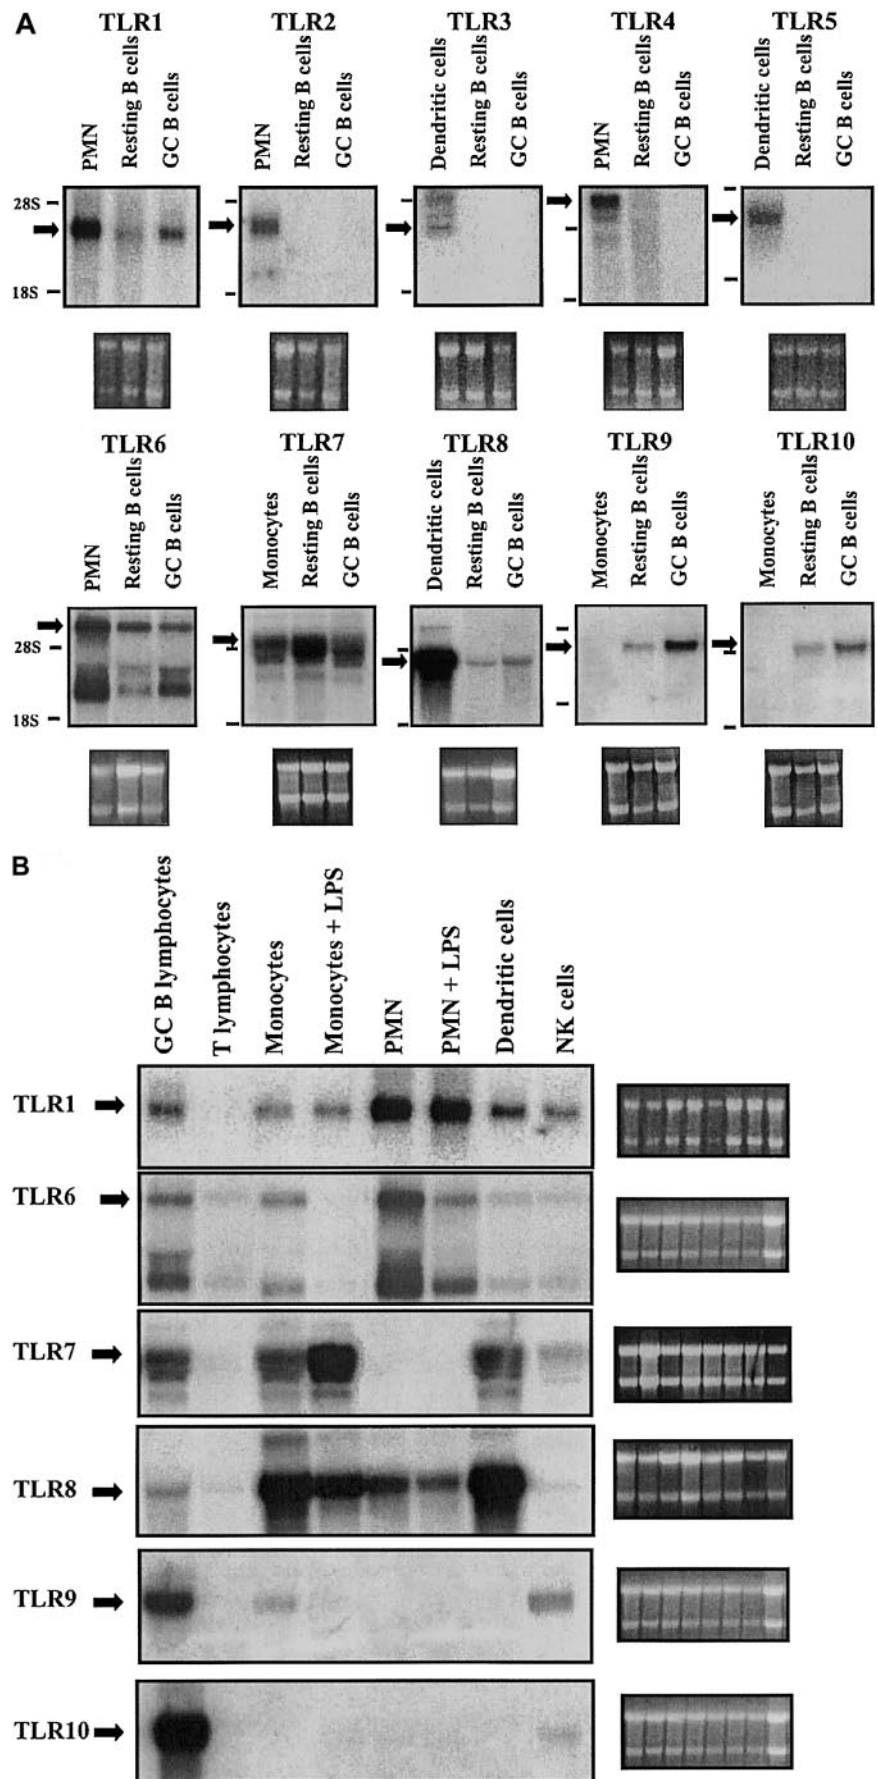 A
TLR1 TLR2 TLR3 TLR4 TLR5
PMN Resting B cells GC B cells PMN Resting B cells GC B cells Dendritic cells Resting B cells GC B cells PMN Resting B cells GC B cells Dendritic cells Resting B cells GC B cells
28S
18S
TLR6 TLR7 TLR8 TLR9 TLR10
PMN Resting B cells GC B cells Monocytes Resting B cells GC B cells Dendritic cells Resting B cells GC B cells Monocytes Resting B cells GC B cells Monocytes Resting B cells GC B cells
28S
18S
B
GC B lymphocytes T lymphocytes Monocytes Monocytes + LPS PMN PMN + LPS Dendritic cells NK cells
TLR1
TLR6
TLR7
TLR8
TLR9
TLR10